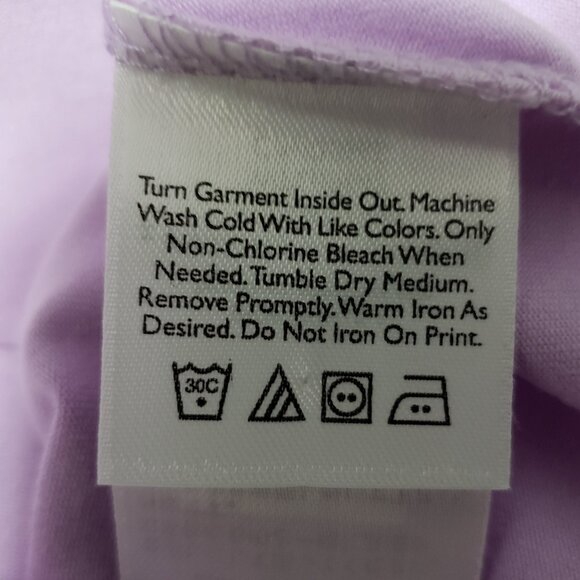 Turn Garment Inside Out. Machine
Wash Cold With Like Colors. Only
Non-Chlorine Bleach When
Needed. Tumble Dry Medium.
Remove Promptly. Warm Iron As
Desired. Do Not Iron On Print.
30C